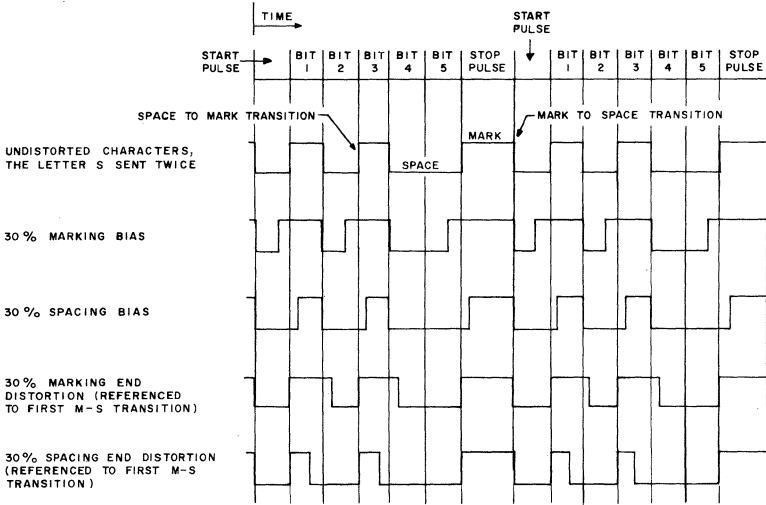 TIME
START
PULSE
START
PULSE
BIT
1
BIT
2
BIT
3
BIT
4
BIT
5
STOP
PULSE
BIT
1
BIT
2
BIT
3
BIT
4
BIT
5
STOP
PULSE
SPACE TO MARK TRANSITION
MARK TO SPACE TRANSITION
MARK
UNDISTORTED CHARACTERS,
THE LETTER S SENT TWICE
SPACE
30% MARKING BIAS
30% SPACING BIAS
30% MARKING END
DISTORTION (REFERENCED
TO FIRST M-S TRANSITION)
30% SPACING END DISTORTION
(REFERENCED TO FIRST M-S
TRANSITION)